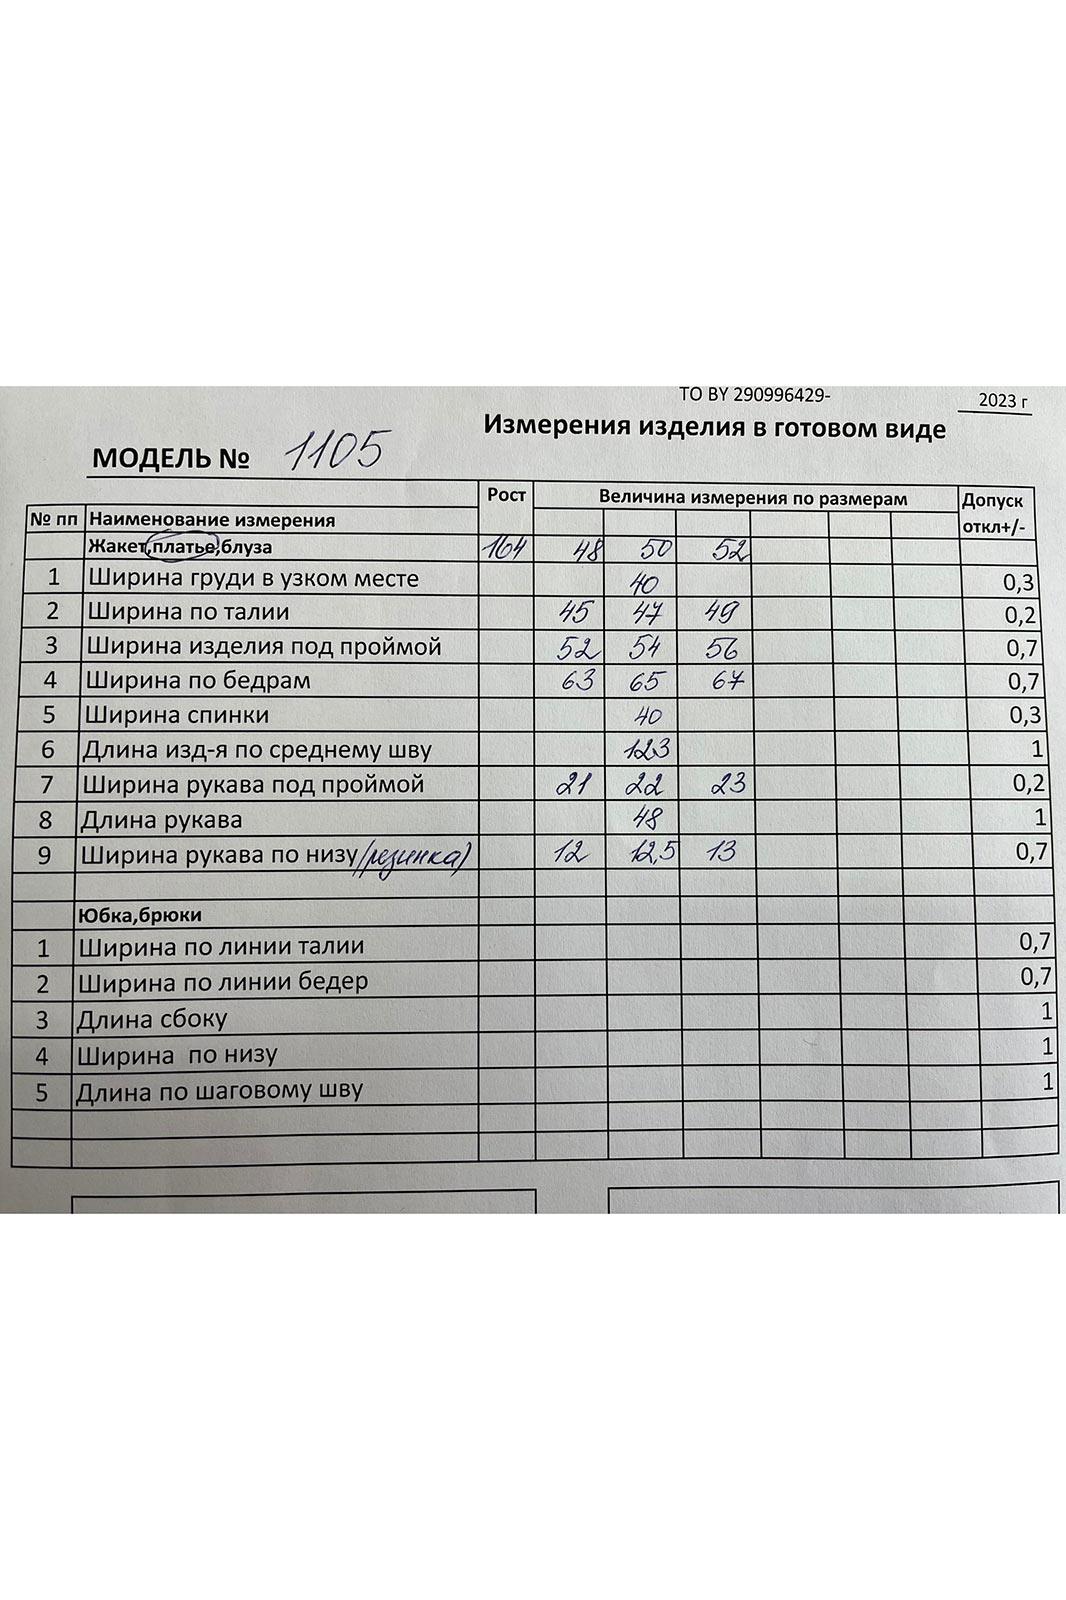 ТО BY 290996429-
2023 г
Измерения изделия в готовом виде
МОДЕЛЬ № 1105
№ пп Наименование измерения Рост Величина измерения по размерам Допуск откл+/-
Жакет,платье,блуза 164 48 50 52
1 Ширина груди в узком месте 40 0,3
2 Ширина по талии 45 47 49 0,2
3 Ширина изделия под проймой 52 54 56 0,7
4 Ширина по бедрам 63 65 67 0,7
5 Ширина спинки 40 0,3
6 Длина изд-я по среднему шву 123 1
7 Ширина рукава под проймой 21 22 23 0,2
8 Длина рукава 48 1
9 Ширина рукава по низу (резинка) 12 12,5 13 0,7
Юбка,брюки
1 Ширина по линии талии 0,7
2 Ширина по линии бедер 0,7
3 Длина сбоку 1
4 Ширина по низу 1
5 Длина по шаговому шву 1